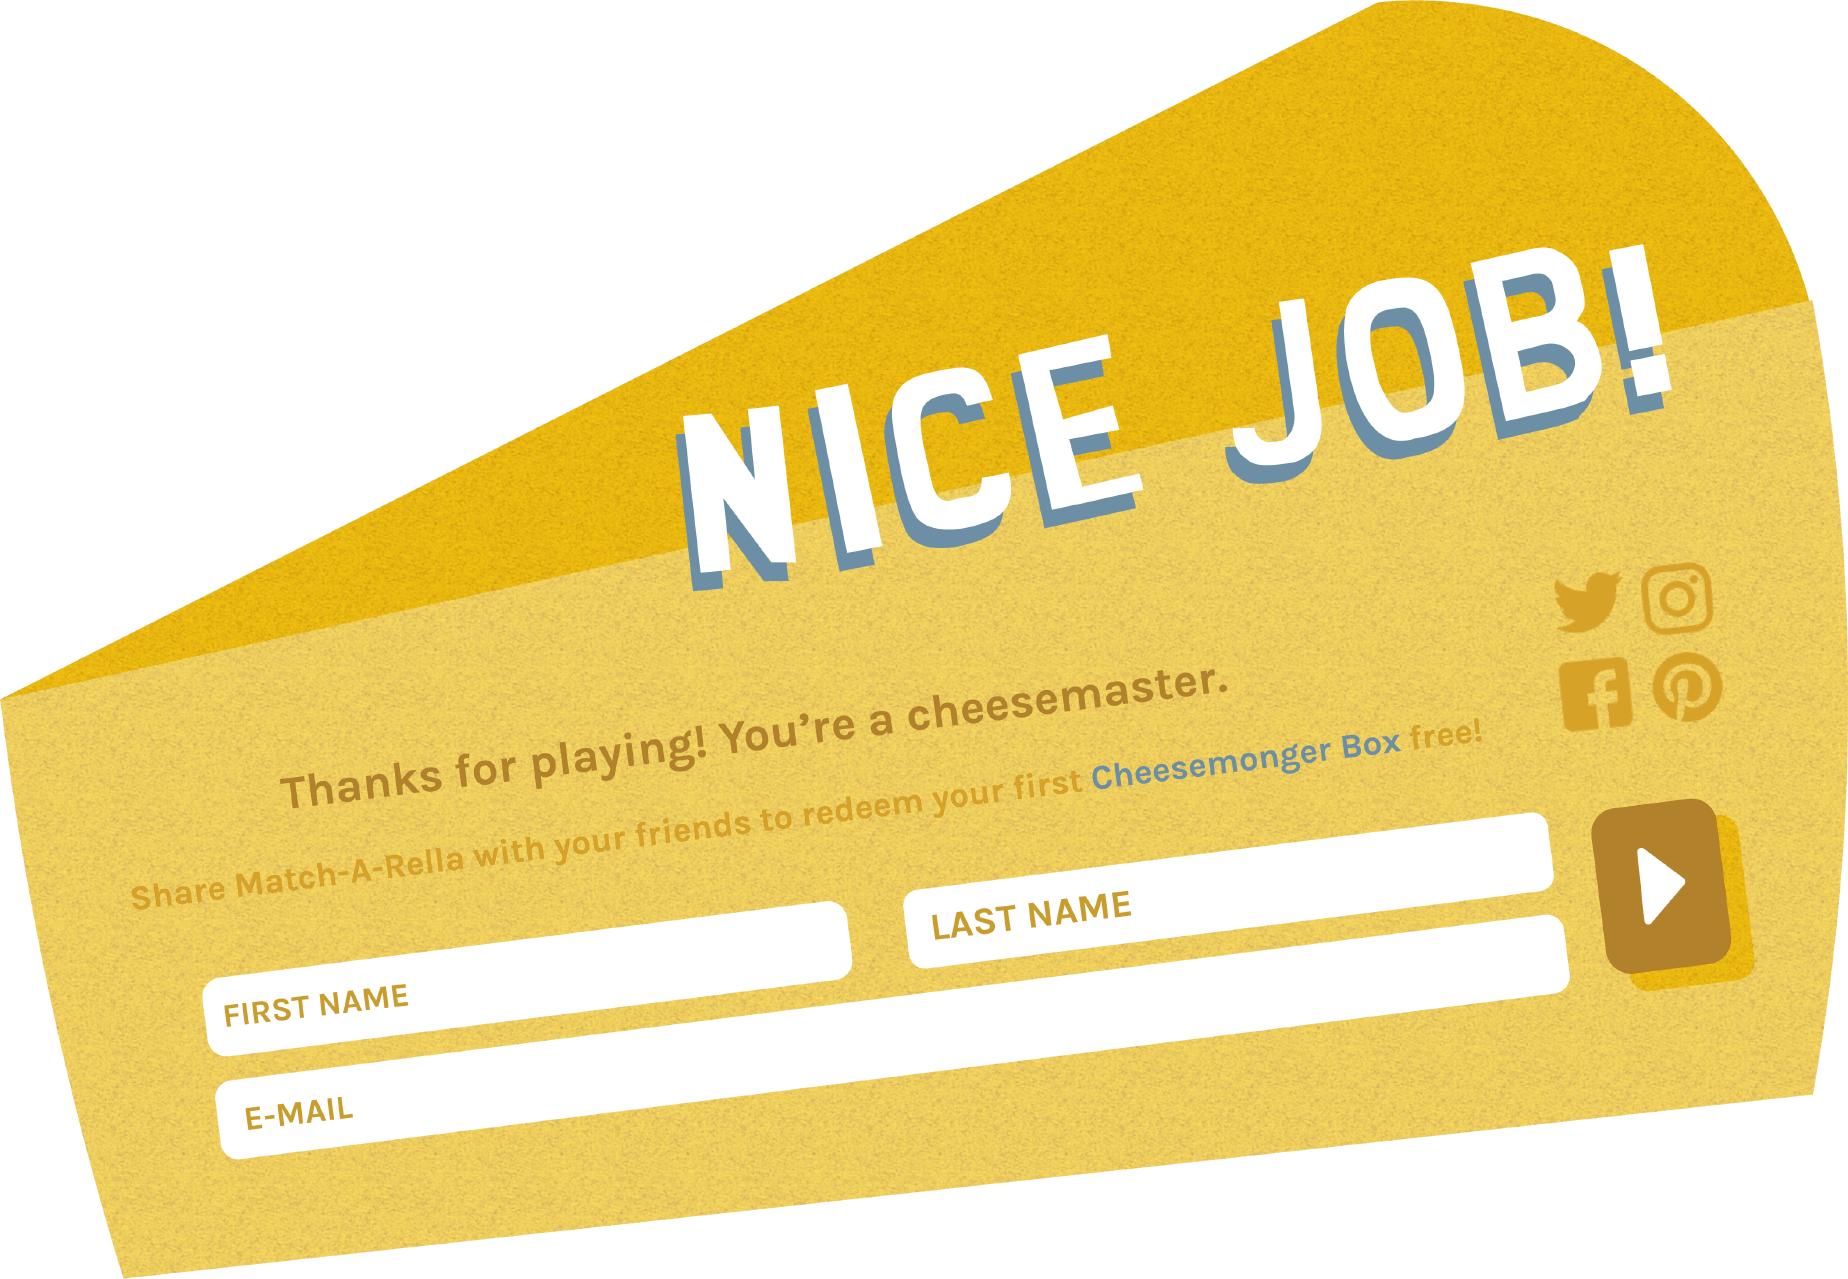 NICE JOB!
Thanks for playing! You’re a cheesemaster.
Share Match-A-Rella with your friends to redeem your first Cheesemonger Box free!
FIRST NAME
LAST NAME
E-MAIL